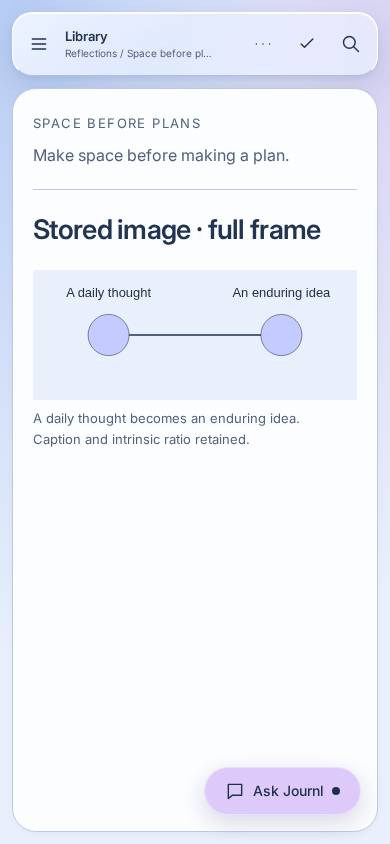 Library
Reflections / Space before pl...
SPACE BEFORE PLANS
Make space before making a plan.
Stored image · full frame
A daily thought
An enduring idea
A daily thought becomes an enduring idea.
Caption and intrinsic ratio retained.
Ask Journl